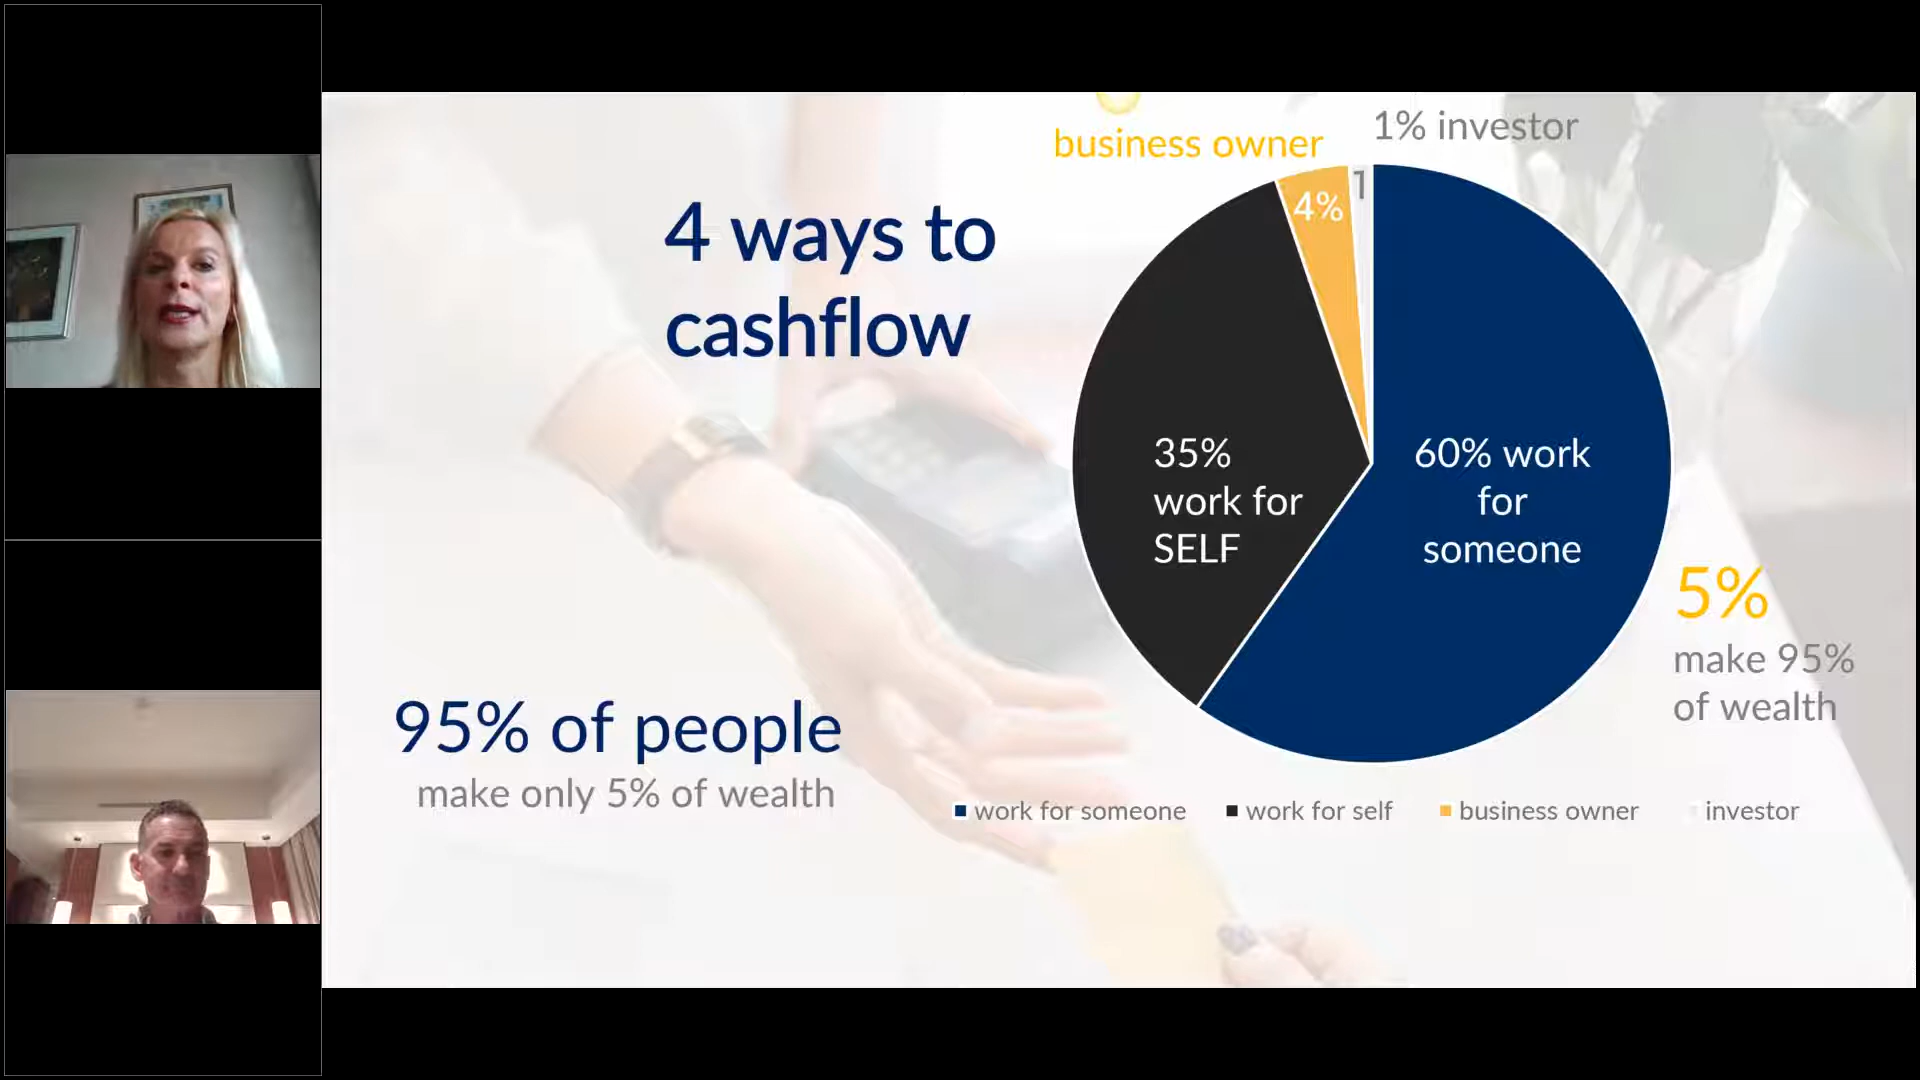 4 ways to
cashflow
95% of people
make only 5% of wealth
business owner
1% investor
4%
1
35%
work for
SELF
60% work
for
someone
5%
make 95%
of wealth
work for someone
work for self
business owner
investor